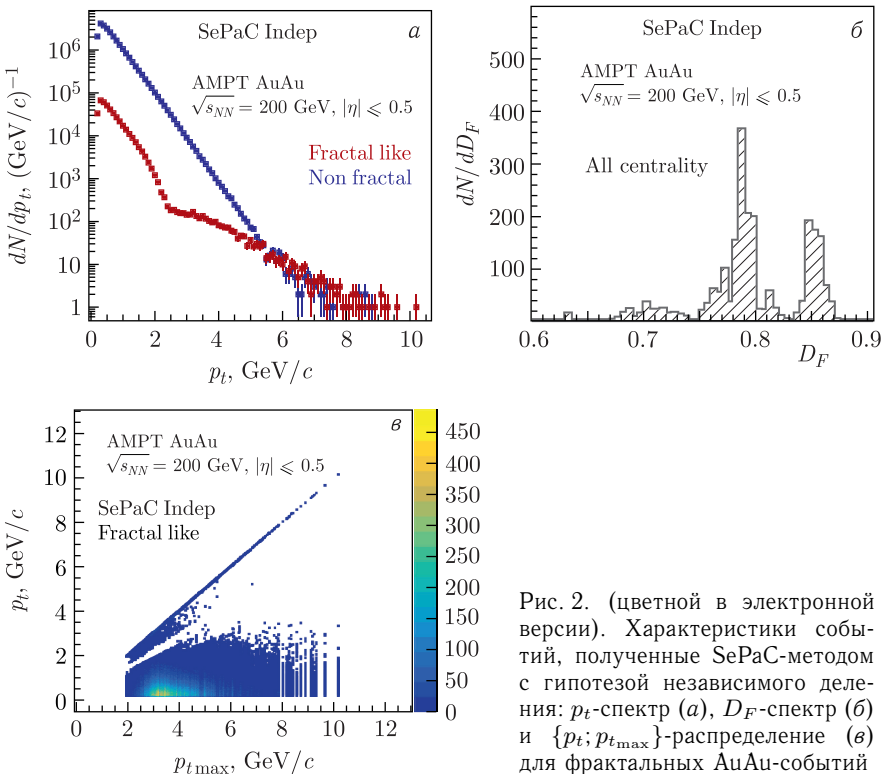 SePaC Indep
а
AMPT AuAu
√s_NN = 200 GeV, |η| ⩽ 0.5
Fractal like
Non fractal
dN/dp_t, (GeV/c)^−1
10^6
10^5
10^4
10^3
10^2
10
1
0 2 4 6 8 10
p_t, GeV/c
SePaC Indep
б
AMPT AuAu
√s_NN = 200 GeV, |η| ⩽ 0.5
All centrality
dN/dD_F
500
400
300
200
100
0.6 0.7 0.8 0.9
D_F
в
AMPT AuAu
√s_NN = 200 GeV, |η| ⩽ 0.5
SePaC Indep
Fractal like
p_t, GeV/c
12
10
8
6
4
2
0
0 2 4 6 8 10 12
p_t max, GeV/c
450
400
350
300
250
200
150
100
50
0
Рис. 2. (цветной в электронной
версии). Характеристики собы-
тий, полученные SePaC-методом
с гипотезой независимого деле-
ния: p_t-спектр (а), D_F-спектр (б)
и {p_t; p_t_max}-распределение (в)
для фрактальных AuAu-событий